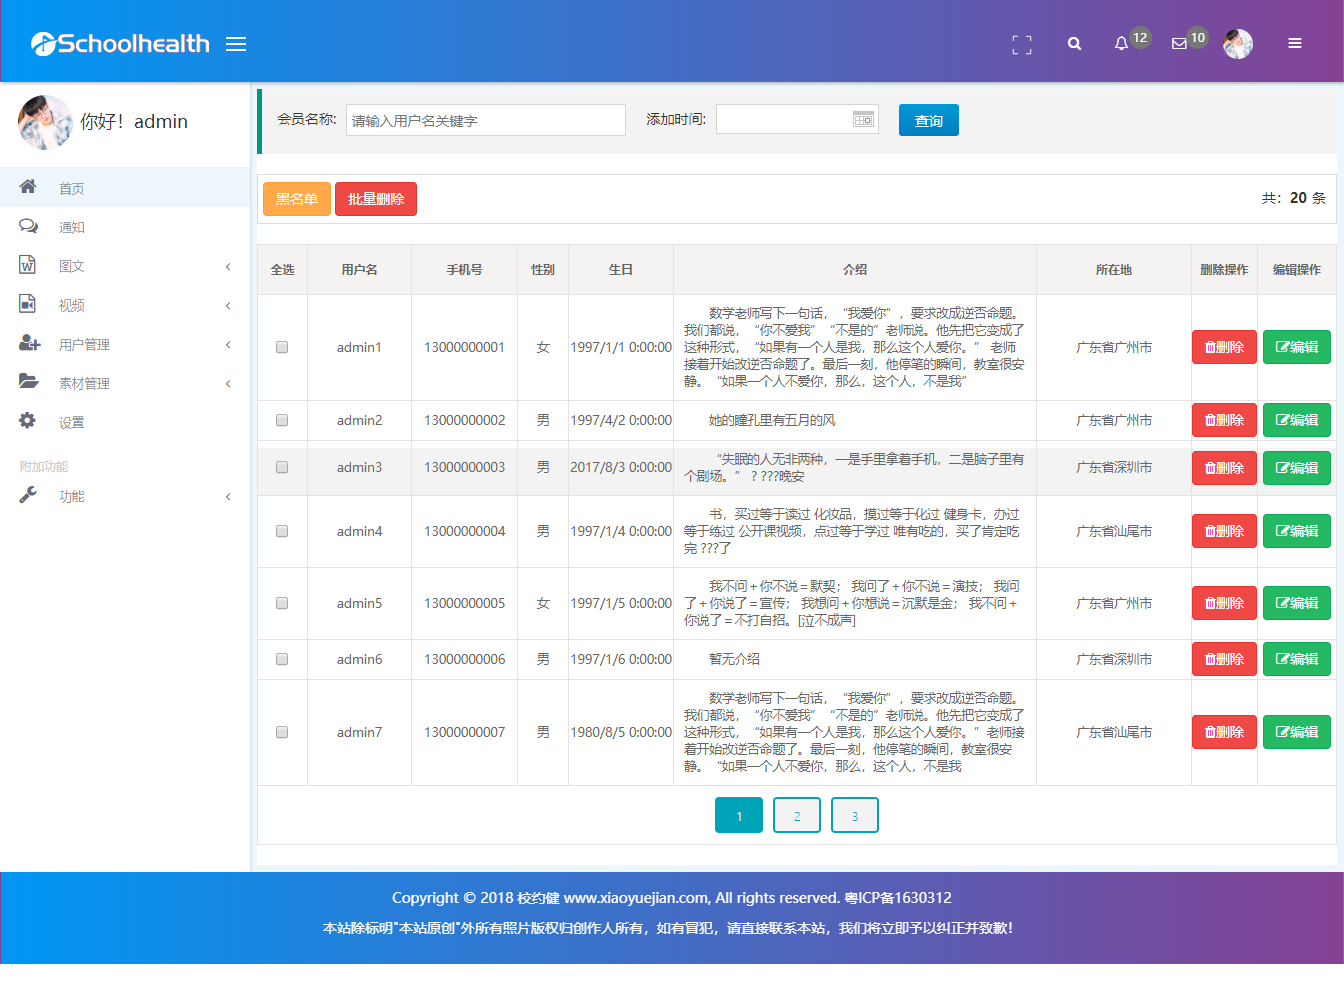 Schoolhealth
12
10
你好！admin
首页
通知
图文
视频
用户管理
素材管理
设置
附加功能
功能
会员名称:
请输入用户名关键字
添加时间:
查询
黑名单
批量删除
共：20 条
全选 用户名 手机号 性别 生日 介绍 所在地 删除操作 编辑操作
数学老师写下一句话，“我爱你”，要求改成逆否命题。
我们都说，“你不爱我”“不是的”老师说。他先把它变成了
admin1 13000000001 女 1997/1/1 0:00:00 这种形式，“如果有一个人是我，那么这个人爱你。” 老师 广东省广州市 删除 编辑
接着开始改逆否命题了。最后一刻，他停笔的瞬间，教室很安
静。“如果一个人不爱你，那么，这个人，不是我”
admin2 13000000002 男 1997/4/2 0:00:00 她的瞳孔里有五月的风 广东省广州市 删除 编辑
“失眠的人无非两种，一是手里拿着手机，二是脑子里有
admin3 13000000003 男 2017/8/3 0:00:00 个剧场。” ? ???晚安 广东省深圳市 删除 编辑
书，买过等于读过 化妆品，摸过等于化过 健身卡，办过
admin4 13000000004 男 1997/1/4 0:00:00 等于练过 公开课视频，点过等于学过 唯有吃的，买了肯定吃 广东省汕尾市 删除 编辑
完 ???了
我不问＋你不说＝默契； 我问了＋你不说＝演技； 我问
admin5 13000000005 女 1997/1/5 0:00:00 了＋你说了＝宣传； 我想问＋你想说＝沉默是金； 我不问＋ 广东省广州市 删除 编辑
你说了＝不打自招。[泣不成声]
admin6 13000000006 男 1997/1/6 0:00:00 暂无介绍 广东省深圳市 删除 编辑
数学老师写下一句话，“我爱你”，要求改成逆否命题。
我们都说，“你不爱我”“不是的”老师说。他先把它变成了
admin7 13000000007 男 1980/8/5 0:00:00 这种形式，“如果有一个人是我，那么这个人爱你。”老师接 广东省汕尾市 删除 编辑
着开始改逆否命题了。最后一刻，他停笔的瞬间，教室很安
静。“如果一个人不爱你，那么，这个人，不是我
1 2 3
Copyright © 2018 校约健 www.xiaoyuejian.com, All rights reserved. 粤ICP备1630312
本站除标明"本站原创"外所有照片版权归创作人所有，如有冒犯，请直接联系本站，我们将立即予以纠正并致歉！